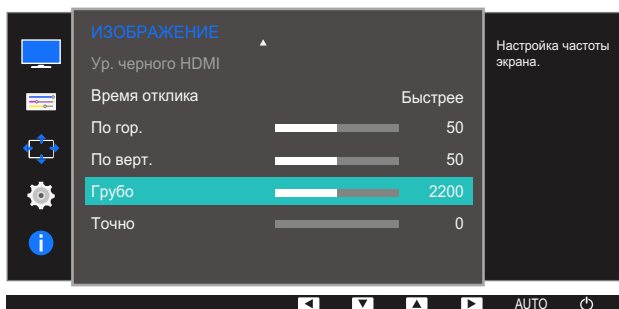 ИЗОБРАЖЕНИЕ
Ур. черного HDMI
Время отклика Быстрее
По гор. 50
По верт. 50
Грубо 2200
Точно 0
Настройка частоты
экрана.
AUTO